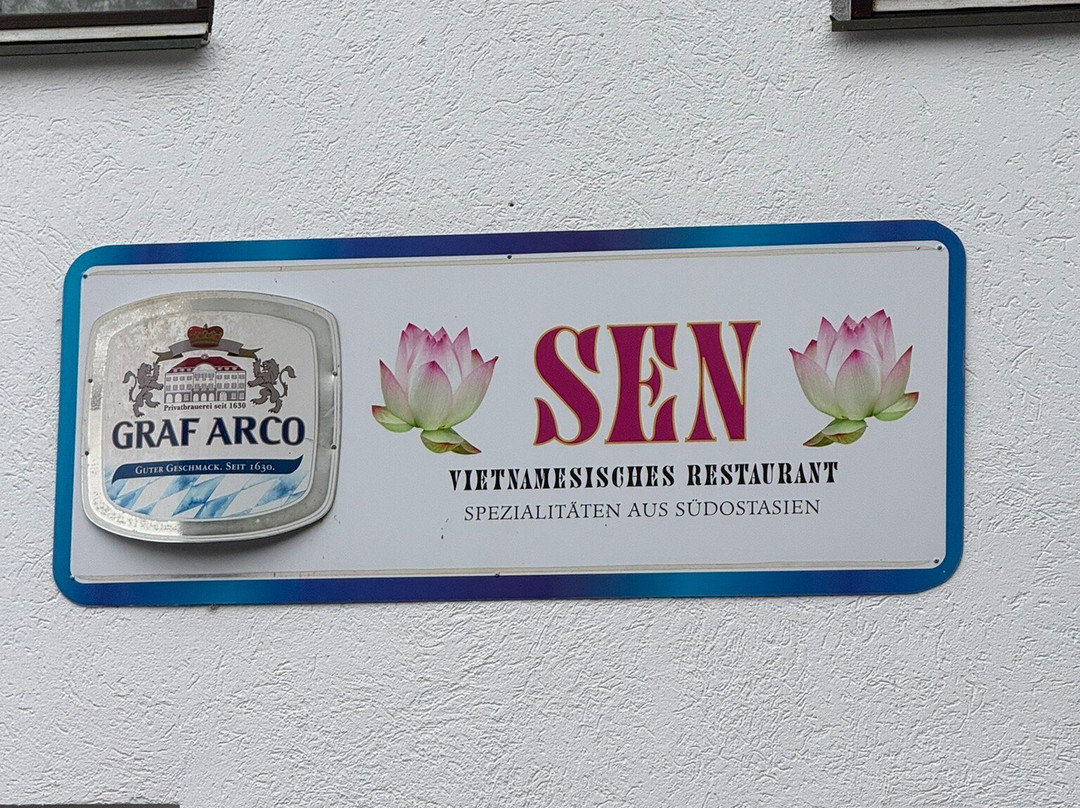 Privatbrauerei seit 1630
GRAF ARCO
GUTER GESCHMACK. SEIT 1630.
SEN
VIETNAMESISCHES RESTAURANT
SPEZIALITÄTEN AUS SÜDOSTASIEN